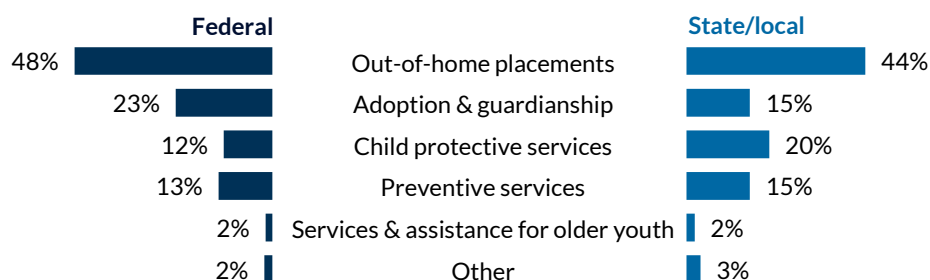 Federal State/local
48% Out-of-home placements 44%
23% Adoption & guardianship 15%
12% Child protective services 20%
13% Preventive services 15%
2% Services & assistance for older youth 2%
2% Other 3%